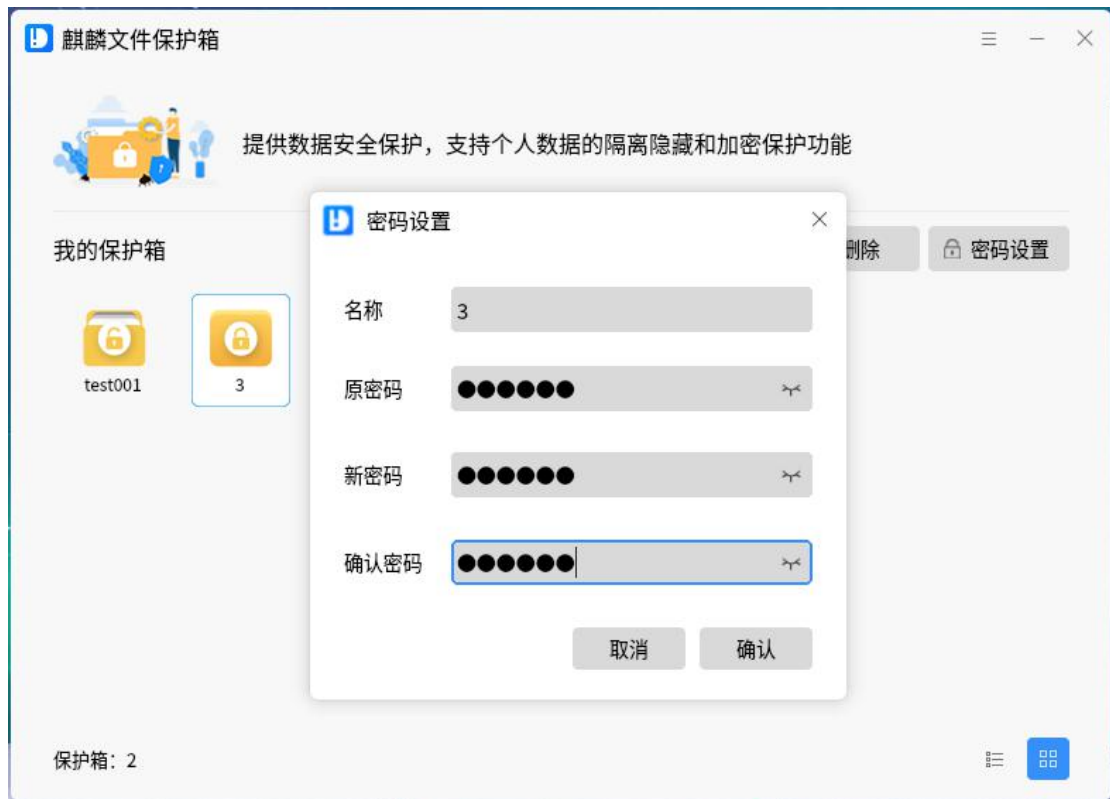 麒麟文件保护箱
提供数据安全保护，支持个人数据的隔离隐藏和加密保护功能
我的保护箱
删除
密码设置
test001
3
密码设置
名称
3
原密码
●●●●●●
新密码
●●●●●●
确认密码
●●●●●●
取消
确认
保护箱：2